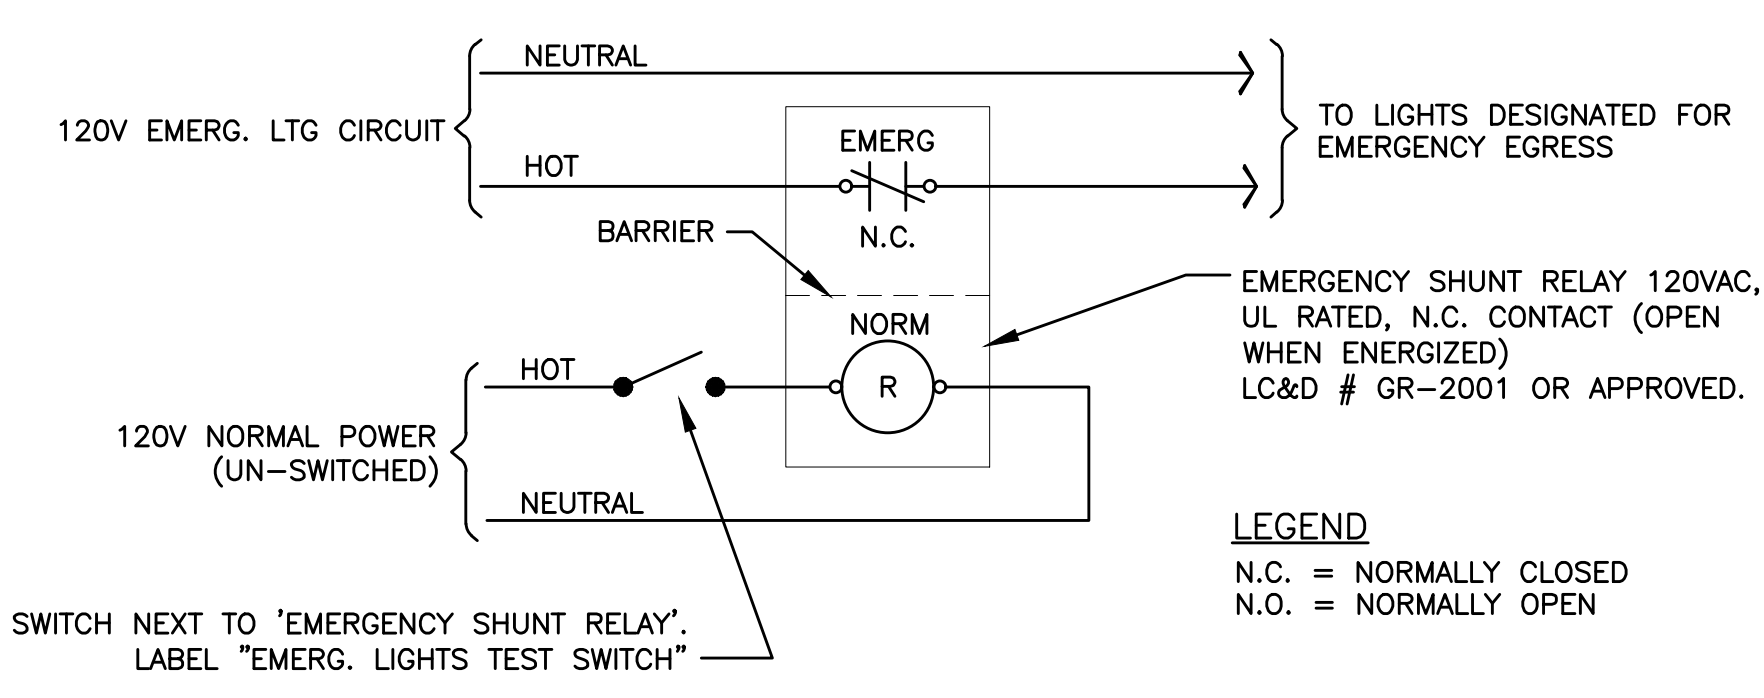 NEUTRAL
120V EMERG. LTG CIRCUIT
HOT
EMERG
N.C.
TO LIGHTS DESIGNATED FOR
EMERGENCY EGRESS
BARRIER
NORM
R
EMERGENCY SHUNT RELAY 120VAC,
UL RATED, N.C. CONTACT (OPEN
WHEN ENERGIZED)
LC&D # GR-2001 OR APPROVED.
HOT
120V NORMAL POWER
(UN-SWITCHED)
NEUTRAL
SWITCH NEXT TO 'EMERGENCY SHUNT RELAY'.
LABEL "EMERG. LIGHTS TEST SWITCH"
LEGEND
N.C. = NORMALLY CLOSED
N.O. = NORMALLY OPEN